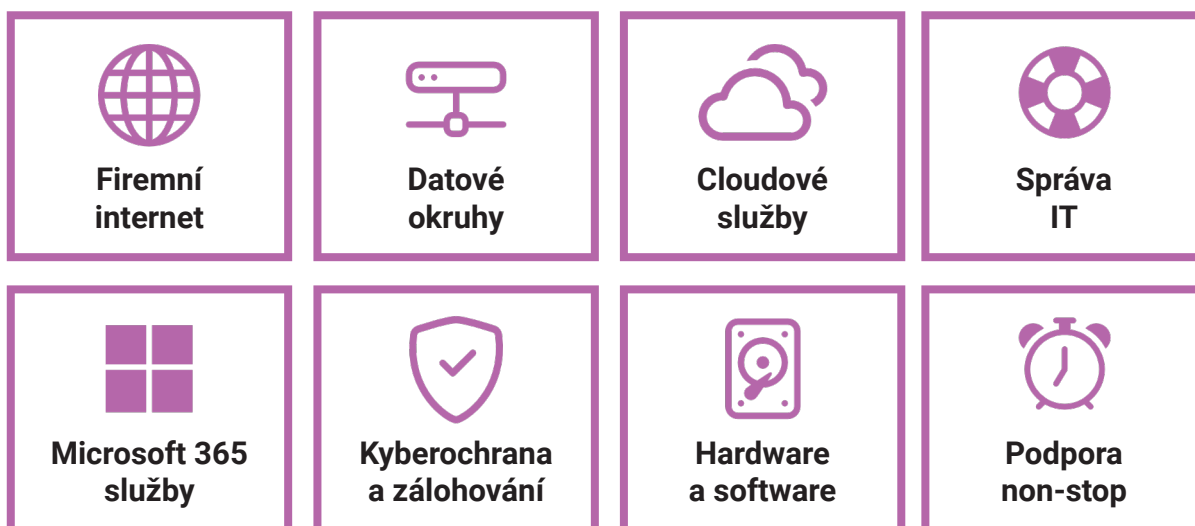 Firemní
internet
Datové
okruhy
Cloudové
služby
Správa
IT
Microsoft 365
služby
Kyberochrana
a zálohování
Hardware
a software
Podpora
non-stop